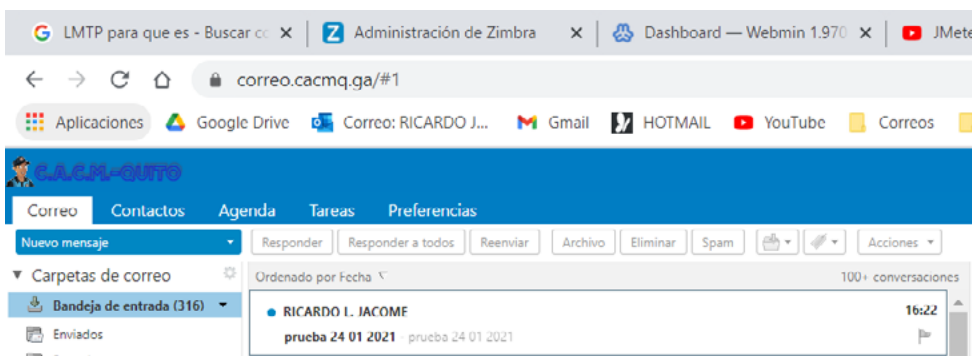 LMTP para que es - Buscar co
Administración de Zimbra
Dashboard — Webmin 1.970
JMete
correo.cacmq.ga/#1
Aplicaciones Google Drive Correo: RICARDO J... Gmail HOTMAIL YouTube Correos
C.A.C.M.-QUITO
Correo Contactos Agenda Tareas Preferencias
Nuevo mensaje Responder Responder a todos Reenviar Archivo Eliminar Spam Acciones
Carpetas de correo Ordenado por Fecha 100+ conversaciones
Bandeja de entrada (316) RICARDO L. JACOME 16:22
Enviados prueba 24 01 2021 - prueba 24 01 2021